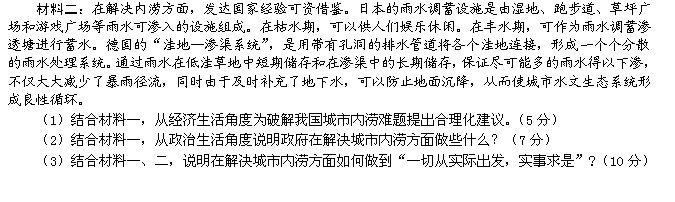 材料二：在解决内涝方面，发达国家经验可资借鉴。日本的雨水调蓄设施是由湿地、跑步道、草坪广
场和游戏广场等雨水可渗入的设施组成。在枯水期，可以供人们娱乐休闲。在丰水期，可作为雨水调蓄渗
透塘进行蓄水。德国的“洼地—渗渠系统”，是用带有孔洞的排水管道将各个洼地连接，形成一个个分散
的雨水处理系统。通过雨水在低洼草地中短期储存和在渗渠中的长期储存，保证尽可能多的雨水得以下渗，
不仅大大减少了暴雨径流，同时由于及时补充了地下水，可以防止地面沉降，从而使城市水文生态系统形
成良性循环。
（1）结合材料一，从经济生活角度为破解我国城市内涝难题提出合理化建议。（5 分）
（2）结合材料一，从政治生活角度说明政府在解决城市内涝方面做些什么？（7 分）
（3）结合材料一、二，说明在解决城市内涝方面如何做到“一切从实际出发，实事求是”？（10 分）